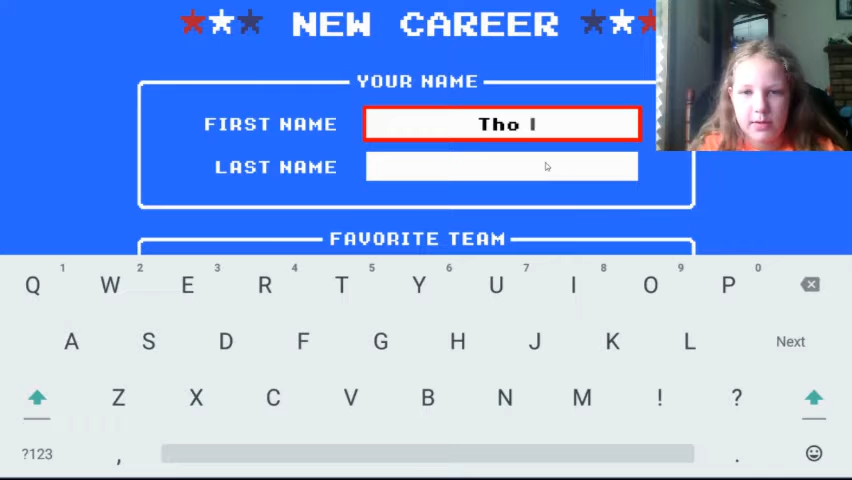 NEW CAREER
YOUR NAME
FIRST NAME Tho
LAST NAME
FAVORITE TEAM
Q 1 W 2 E 3 R 4 T 5 Y 6 U 7 I 8 O 9 P 0
A S D F G H J K L Next
Z X C V B N M ! ?
?123 , .